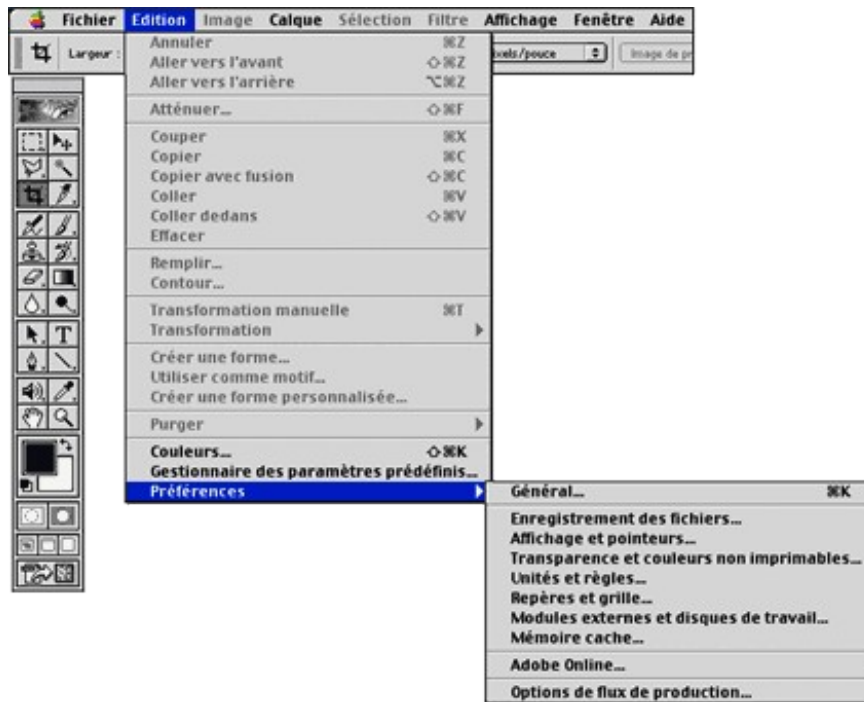 Fichier Edition Image Calque Sélection Filtre Affichage Fenêtre Aide
Largeur :
pixels/pouce
Image de pr
Annuler ⌘Z
Aller vers l'avant ⇧⌘Z
Aller vers l'arrière ⌥⌘Z
Atténuer... ⇧⌘F
Couper ⌘X
Copier ⌘C
Copier avec fusion ⇧⌘C
Coller ⌘V
Coller dedans ⇧⌘V
Effacer
Remplir...
Contour...
Transformation manuelle ⌘T
Transformation
Créer une forme...
Utiliser comme motif...
Créer une forme personnalisée...
Purger
Couleurs... ⇧⌘K
Gestionnaire des paramètres prédéfinis...
Préférences
Général... ⌘K
Enregistrement des fichiers...
Affichage et pointeurs...
Transparence et couleurs non imprimables...
Unités et règles...
Repères et grille...
Modules externes et disques de travail...
Mémoire cache...
Adobe Online...
Options de flux de production...
T